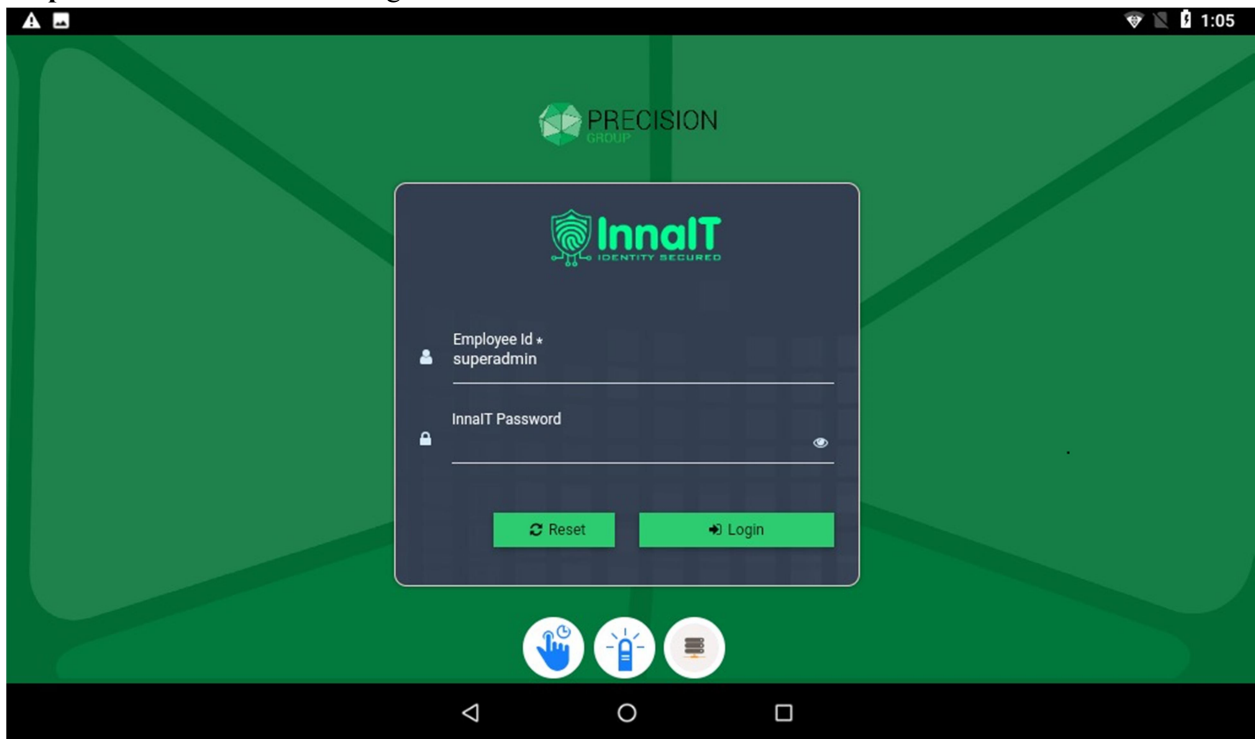 1:05
PRECISION
GROUP
InnaIT
IDENTITY SECURED
Employee Id *
superadmin
InnaIT Password
Reset
Login